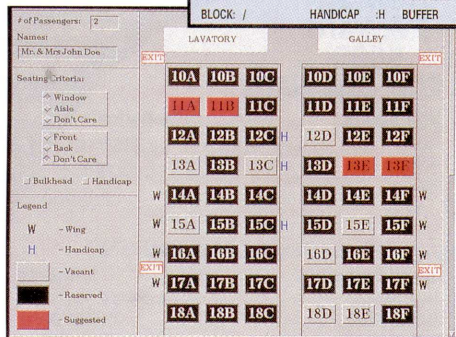 BLOCK: / HANDICAP :H BUFFER
# of Passengers: 2
Names:
Mr. & Mrs John Doe
Seating Criteria:
Window
Aisle
Don't Care
Front
Back
Don't Care
Bulkhead Handicap
Legend
W - Wing
H - Handicap
- Vacant
- Reserved
- Suggested
LAVATORY GALLEY
EXIT EXIT
10A 10B 10C 10D 10E 10F
11A 11B 11C 11D 11E 11F
12A 12B 12C H 12D 12E 12F
13A 13B 13C H 13D 13E 13F
W 14A 14B 14C 14D 14E 14F W
W 15A 15B 15C H 15D 15E 15F W
W 16A 16B 16C 16D 16E 16F W
EXIT EXIT
W 17A 17B 17C 17D 17E 17F W
18A 18B 18C 18D 18E 18F